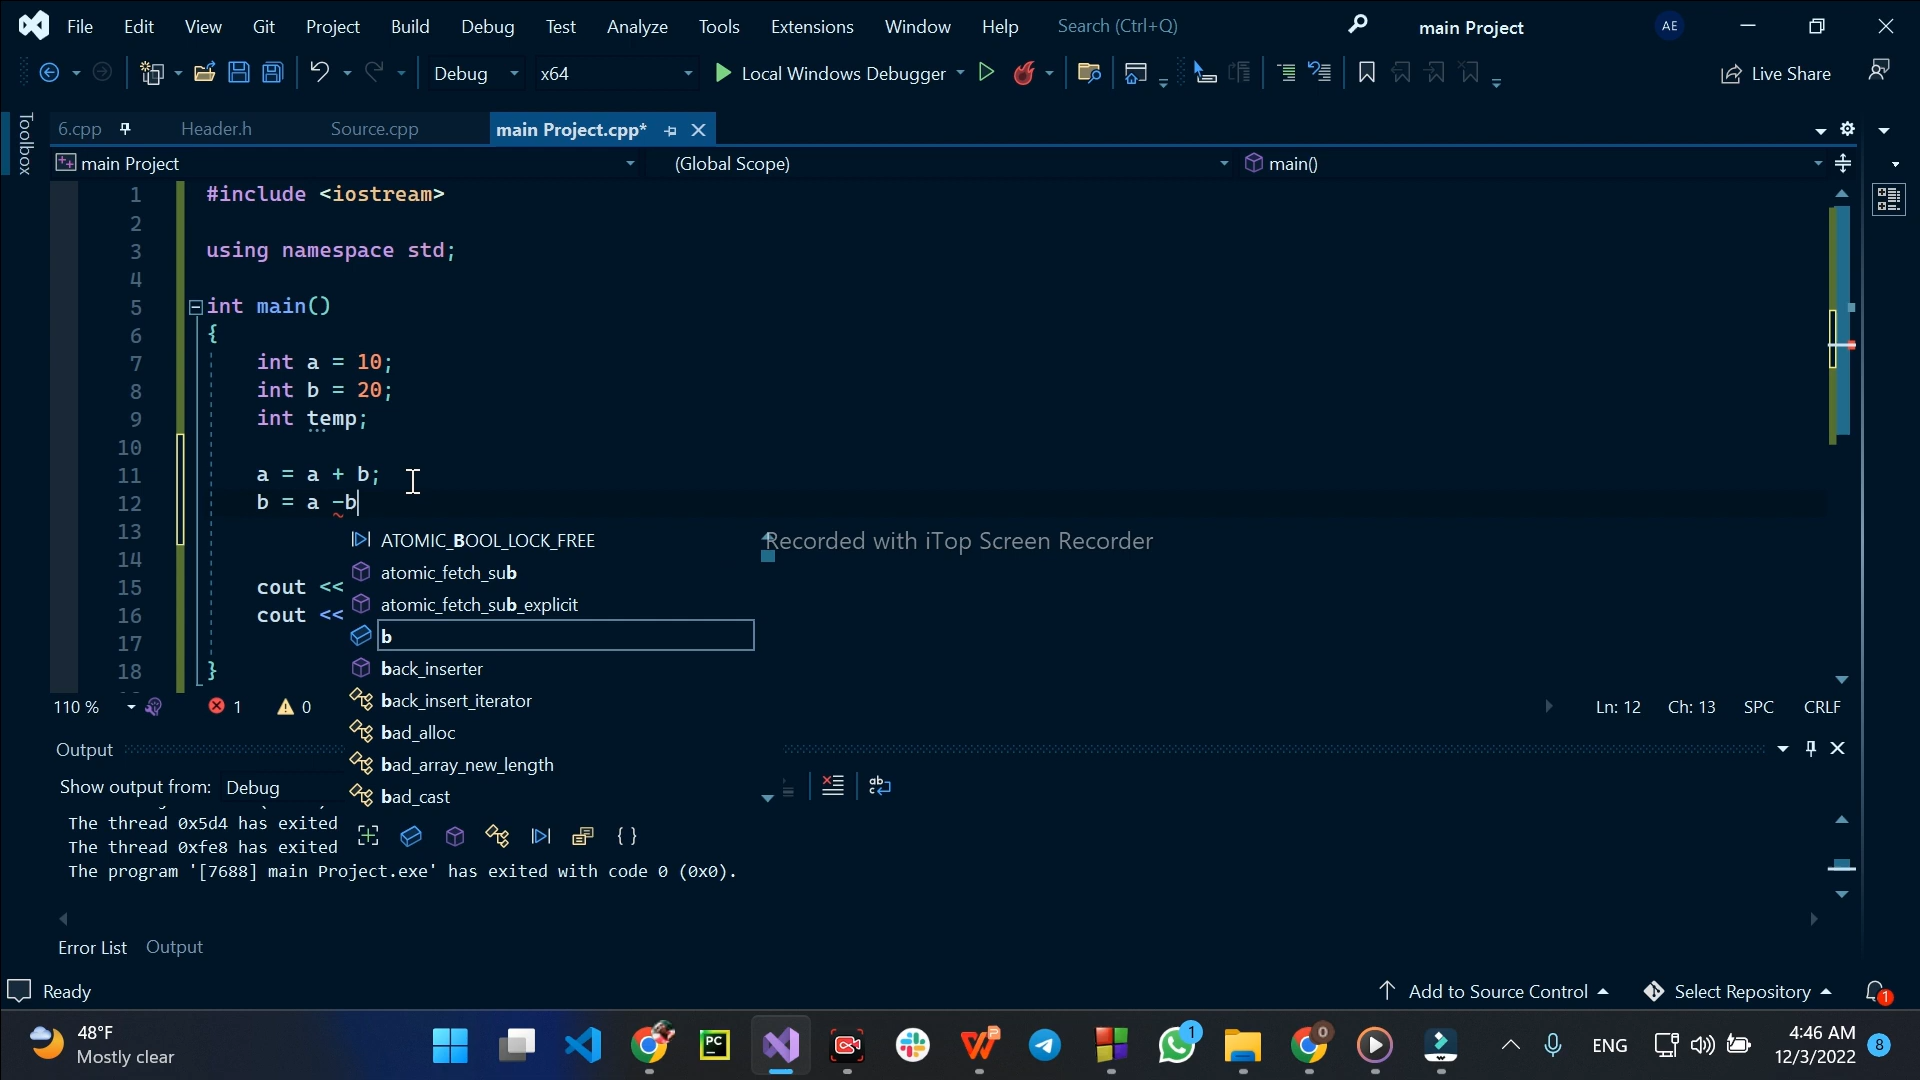 File Edit View Git Project Build Debug Test Analyze Tools Extensions Window Help Search (Ctrl+Q) main Project AE
Debug x64 Local Windows Debugger Live Share
Toolbox
6.cpp Header.h Source.cpp main Project.cpp*
main Project (Global Scope) main()
1 #include <iostream>
2
3 using namespace std;
4
5 int main()
6 {
7 int a = 10;
8 int b = 20;
9 int temp;
10
11 a = a + b;
12 b = a -b
13
14
15 cout <<
16 cout <<
17
18 }
ATOMIC_BOOL_LOCK_FREE
atomic_fetch_sub
atomic_fetch_sub_explicit
b
back_inserter
back_insert_iterator
bad_alloc
bad_array_new_length
bad_cast
Recorded with iTop Screen Recorder
110 % 1 0 Ln: 12 Ch: 13 SPC CRLF
Output
Show output from: Debug
The thread 0x5d4 has exited
The thread 0xfe8 has exited
The program '[7688] main Project.exe' has exited with code 0 (0x0).
Error List Output
Ready Add to Source Control Select Repository 1
48°F
Mostly clear
PC
1
0
ENG
4:46 AM
12/3/2022
8